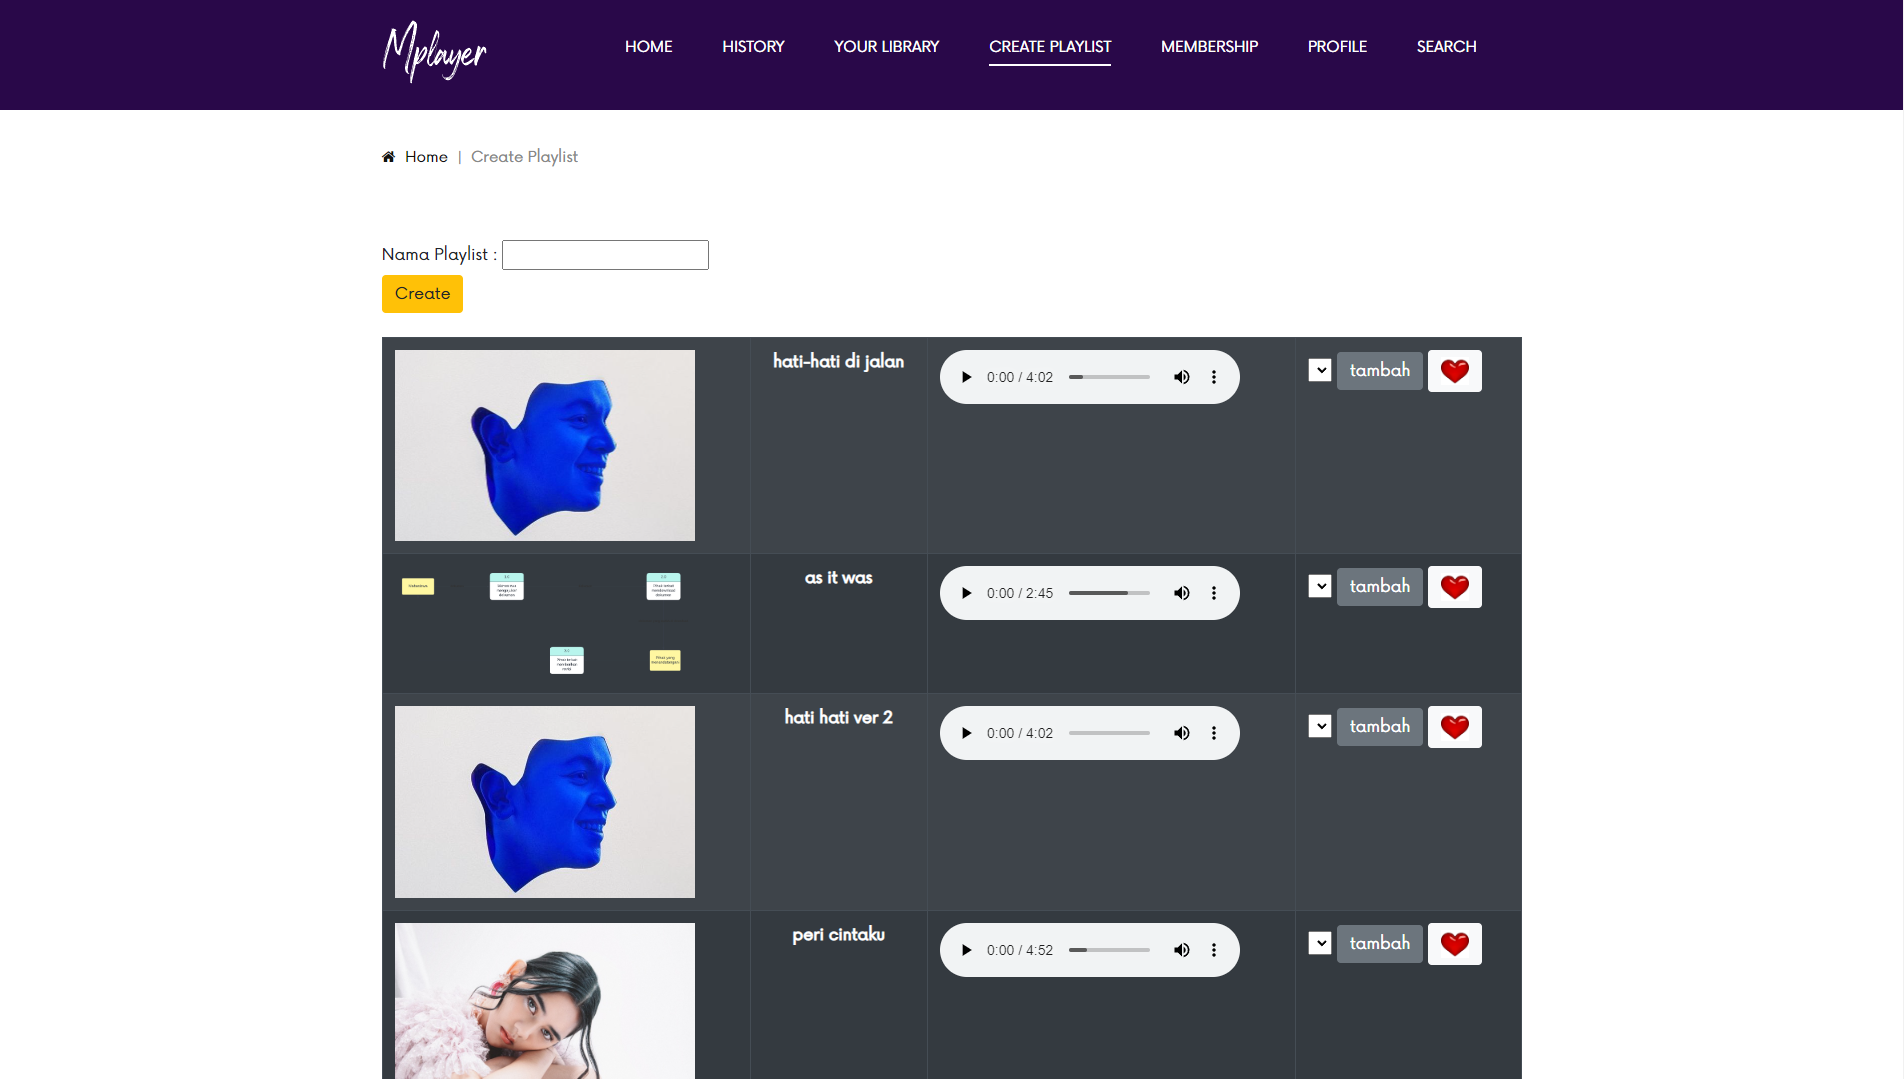 Mplayer
HOME
HISTORY
YOUR LIBRARY
CREATE PLAYLIST
MEMBERSHIP
PROFILE
SEARCH
Home | Create Playlist
Nama Playlist :
Create
hati-hati di jalan
0:00 / 4:02
tambah
as it was
0:00 / 2:45
tambah
hati hati ver 2
0:00 / 4:02
tambah
peri cintaku
0:00 / 4:52
tambah